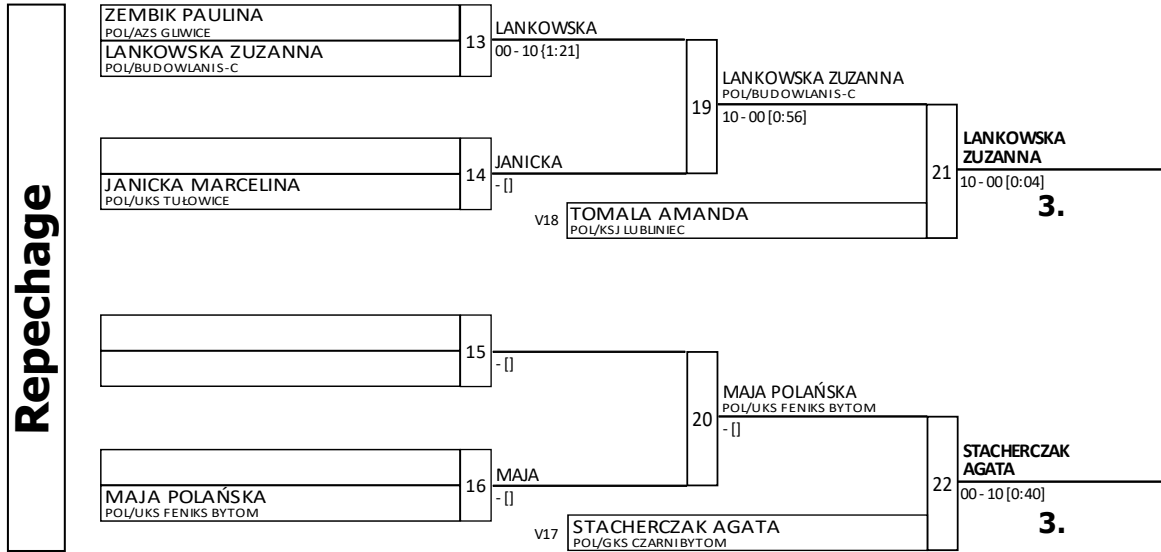 Repechage
ZEMBIK PAULINA
POL/AZS GLIWICE
LANKOWSKA ZUZANNA
POL/BUDOWLANI S-C
13
LANKOWSKA
00 - 10 {1:21]
JANICKA MARCELINA
POL/UKS TUŁOWICE
14
JANICKA
- []
19
LANKOWSKA ZUZANNA
POL/BUDOWLANI S-C
10 - 00 [0:56]
V18
TOMALA AMANDA
POL/KSJ LUBLINIEC
21
LANKOWSKA
ZUZANNA
10 - 00 [0:04]
3.
15
- []
MAJA POLAŃSKA
POL/UKS FENIKS BYTOM
16
MAJA
- []
20
MAJA POLAŃSKA
POL/UKS FENIKS BYTOM
- []
V17
STACHERCZAK AGATA
POL/GKS CZARNI BYTOM
22
STACHERCZAK
AGATA
00 - 10 [0:40]
3.